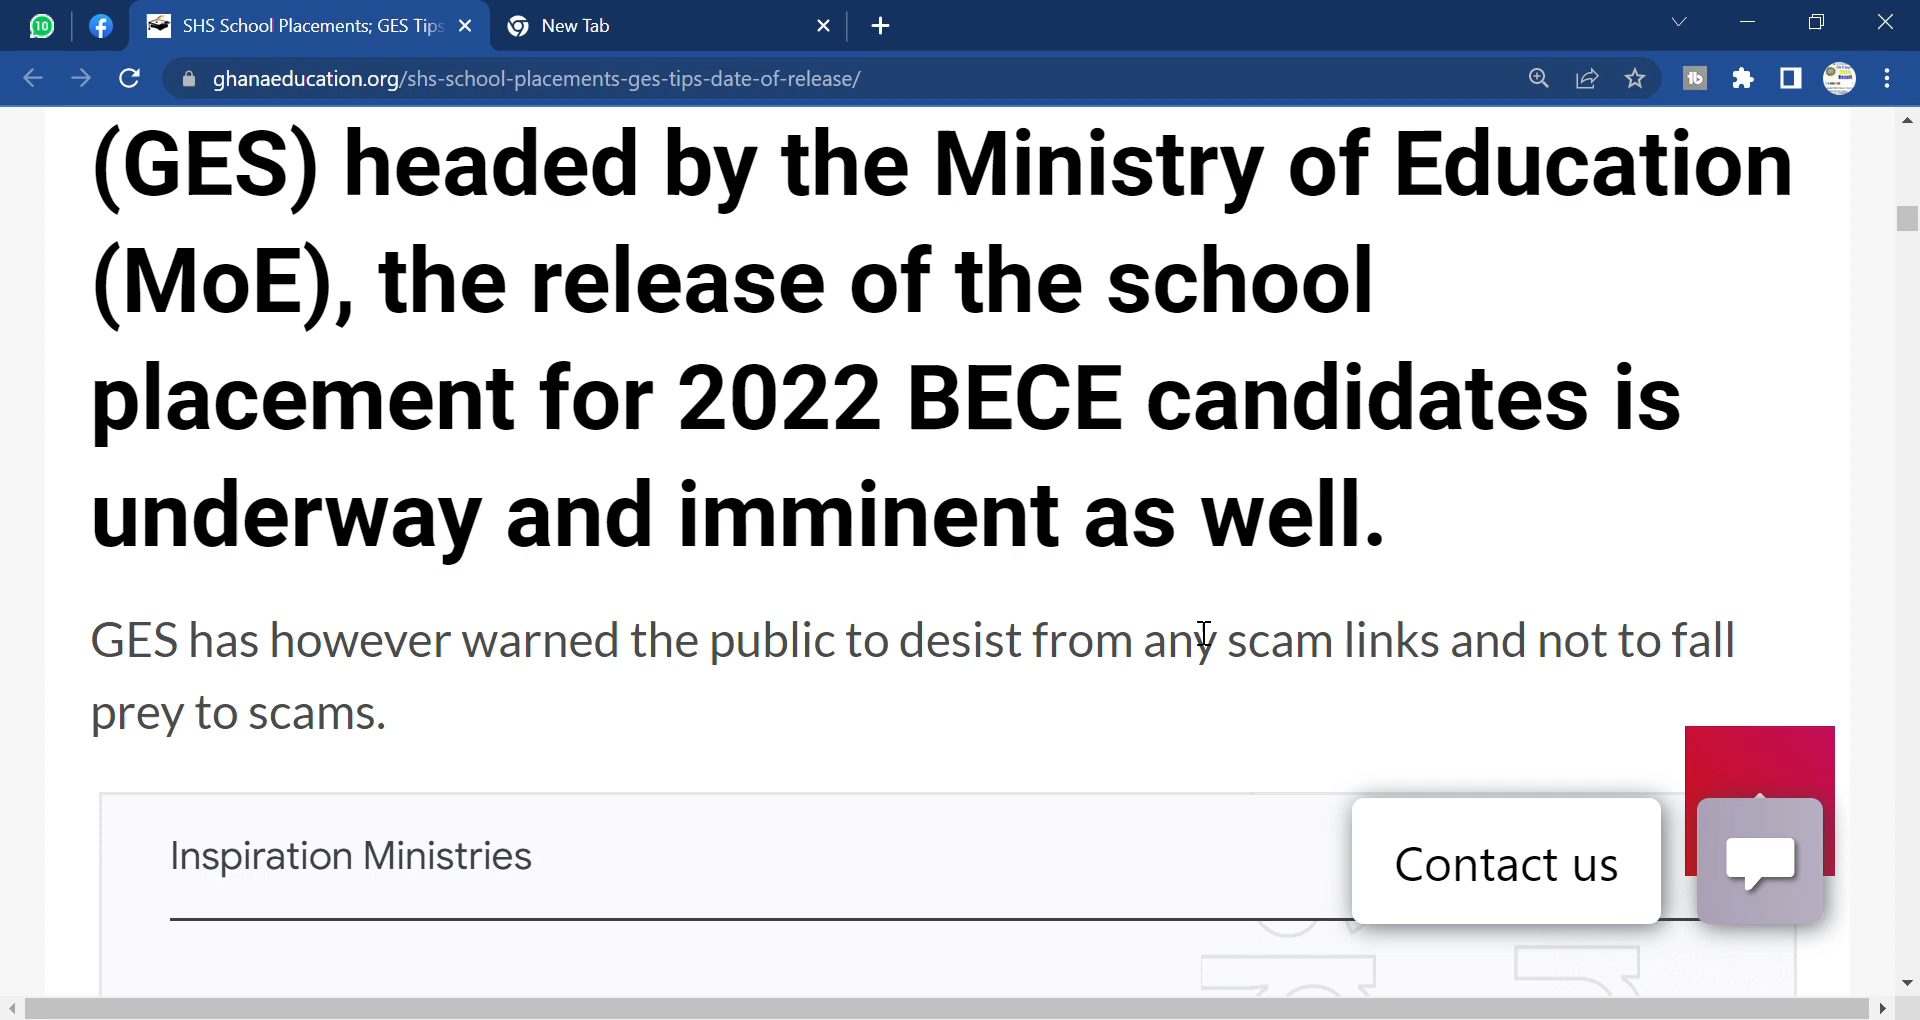 10
SHS School Placements; GES Tips
New Tab
ghanaeducation.org/shs-school-placements-ges-tips-date-of-release/
(GES) headed by the Ministry of Education
(MoE), the release of the school
placement for 2022 BECE candidates is
underway and imminent as well.
GES has however warned the public to desist from any scam links and not to fall
prey to scams.
Inspiration Ministries
Contact us